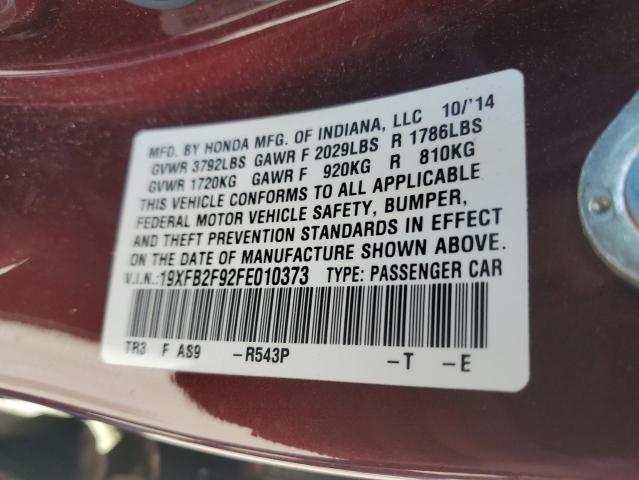 MFD. BY HONDA MFG. OF INDIANA, LLC 10/'14
GVWR 3792LBS GAWR F 2029LBS R 1786LBS
GVWR 1720KG GAWR F 920KG R 810KG
THIS VEHICLE CONFORMS TO ALL APPLICABLE
FEDERAL MOTOR VEHICLE SAFETY, BUMPER,
AND THEFT PREVENTION STANDARDS IN EFFECT
ON THE DATE OF MANUFACTURE SHOWN ABOVE.
V.I.N.:19XFB2F92FE010373 TYPE: PASSENGER CAR
TR3 F AS9 -R543P -T -E